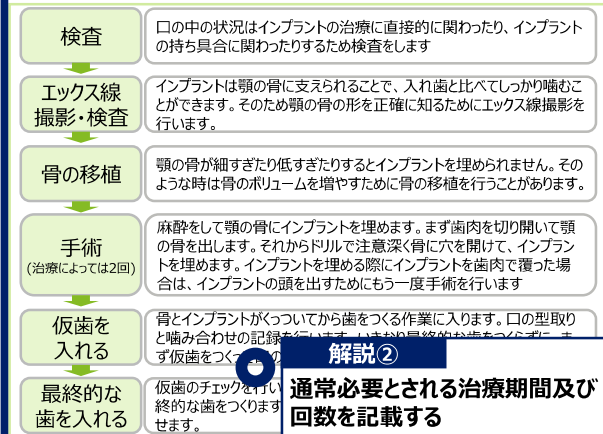 検査
口の中の状況はインプラントの治療に直接的に関わったり、インプラント
の持ち具合に関わったりするため検査をします
エックス線
撮影・検査
インプラントは顎の骨に支えられることで、入れ歯と比べてしっかり噛むこ
とができます。そのため顎の骨の形を正確に知るためにエックス線撮影を
行います。
骨の移植
顎の骨が細すぎたり低すぎたりするとインプラントを埋められません。その
ような時は骨のボリュームを増やすために骨の移植を行うことがあります。
手術
(治療によっては2回)
麻酔をして顎の骨にインプラントを埋めます。まず歯肉を切り開いて顎
の骨を出します。それからドリルで注意深く骨に穴を開けて、インプラン
トを埋めます。インプラントを埋める際にインプラントを歯肉で覆った場
合は、インプラントの頭を出すためにもう一度手術を行います
仮歯を
入れる
骨とインプラントがくっついてから歯をつくる作業に入ります。口の型取り
と噛み合わせの記録を行います。いきなり最終的な歯をつくらずに、ま
ず仮歯をつく
最終的な
歯を入れる
仮歯のチェックを行い
終的な歯をつくります
せます。
解説②
通常必要とされる治療期間及び
回数を記載する